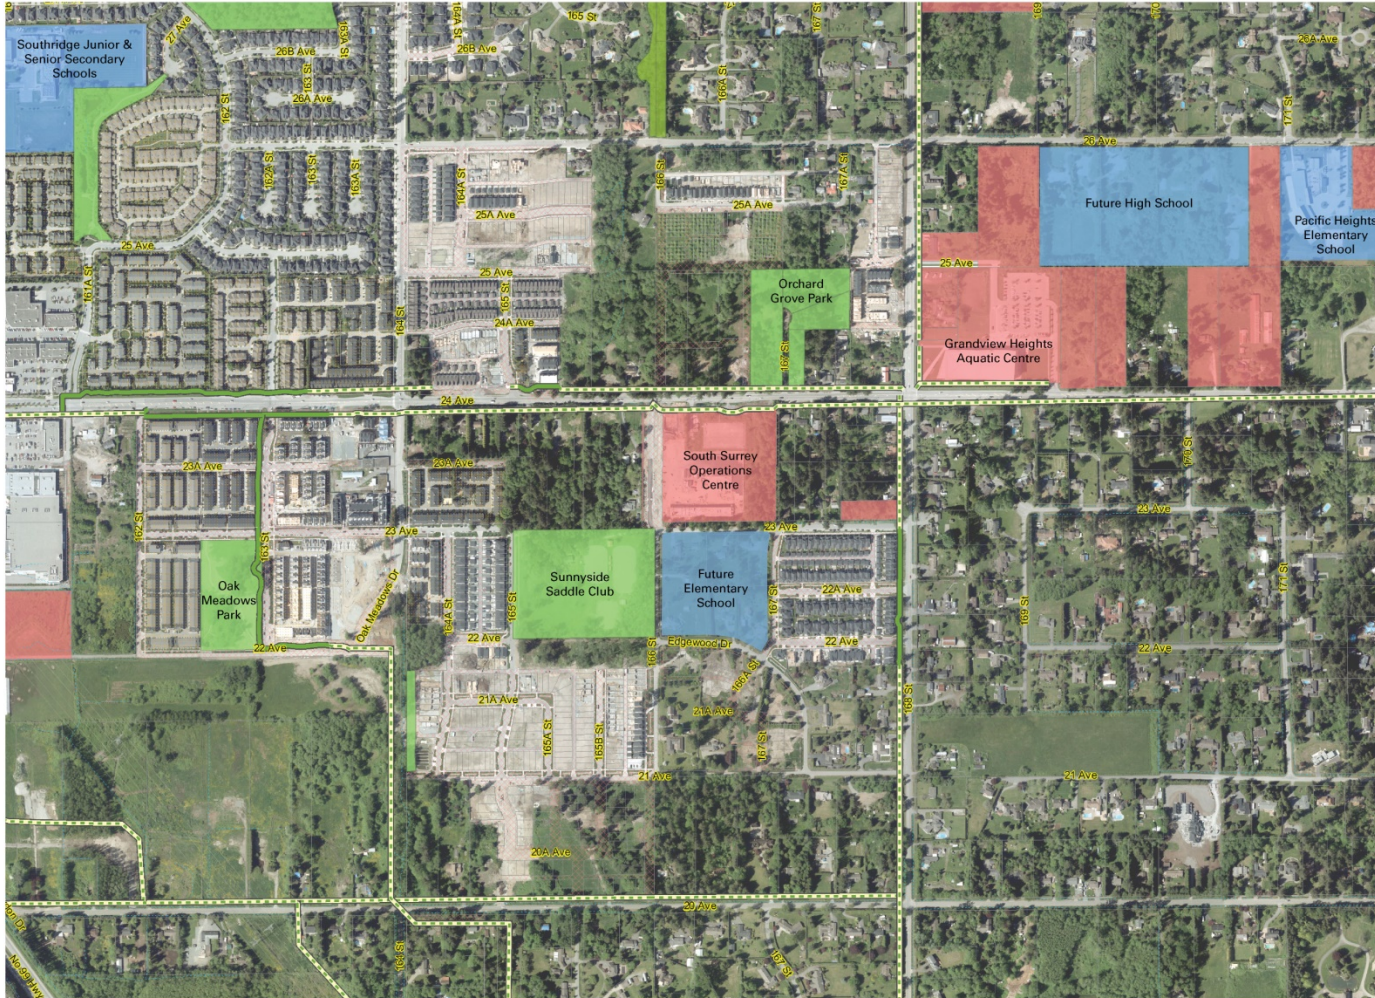 27 Ave
165 St
164A St
163A St
167 St
169
170
Southridge Junior &
Senior Secondary
Schools
26B Ave
26B Ave
163 St
26A Ave
26A Ave
166A St
171 St
162 St
26 Ave
162A St
163 St
163A St
164A St
166 St
167A St
25A Ave
25A Ave
Future High School
Pacific Heights
Elementary
School
25 Ave
25 Ave
25 Ave
161A St
165 St
164 St
Orchard
Grove Park
24A Ave
167 St
Grandview Heights
Aquatic Centre
24 Ave
23A Ave
23A Ave
South Surrey
Operations
Centre
170 St
162 St
163 St
23 Ave
23 Ave
23 Ave
Oak
Meadows
Park
Oak Meadows Dr
164A St
165 St
Sunnyside
Saddle Club
Future
Elementary
School
167 St
22A Ave
169 St
171 St
22 Ave
22 Ave
166 St
Edgewood Dr
22 Ave
22 Ave
166A St
168 St
21A Ave
165A St
165B St
21A Ave
167 St
21 Ave
21 Ave
20A Ave
20 Ave
164 St
167 St
No 99 Hwy